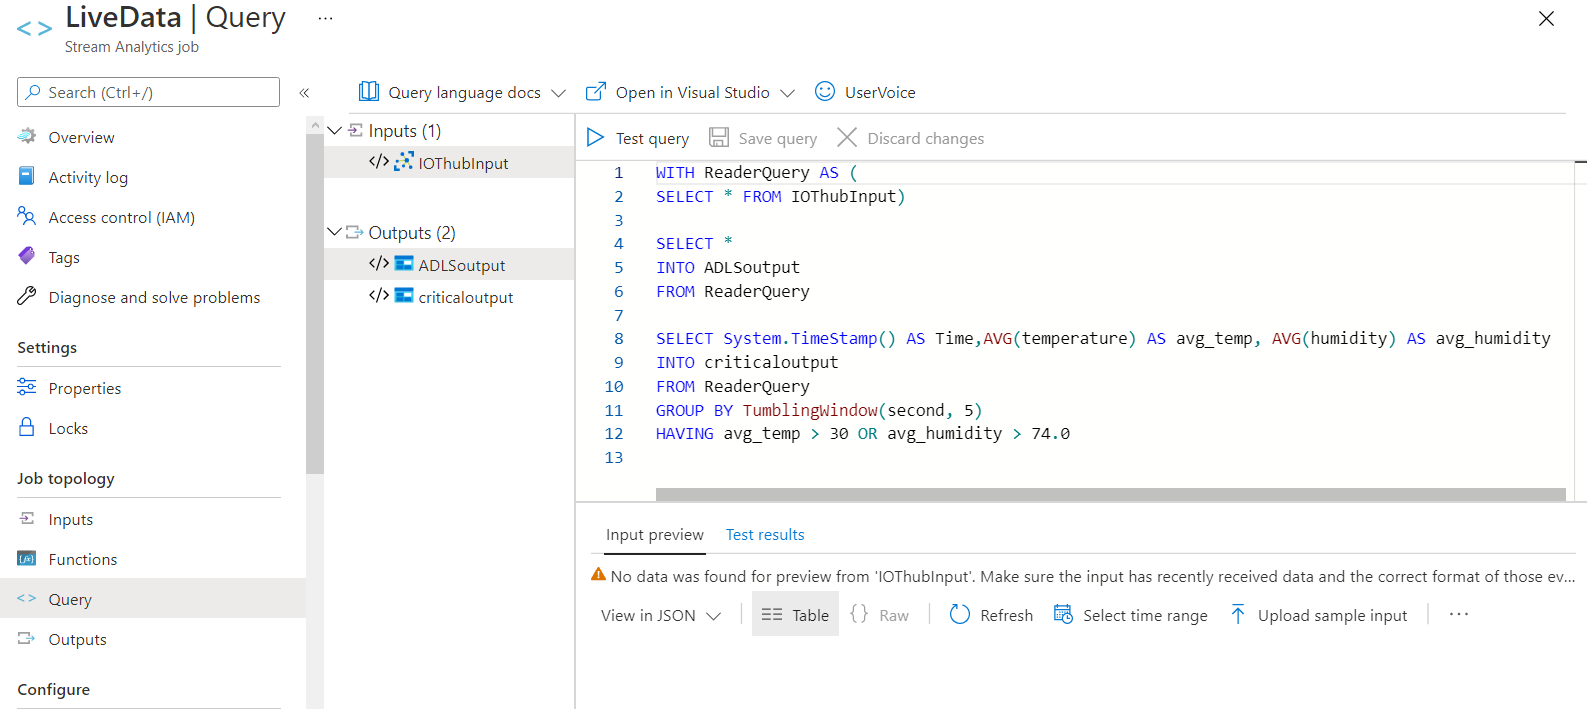 LiveData | Query ...
Stream Analytics job
Search (Ctrl+/)
«
Overview
Activity log
Access control (IAM)
Tags
Diagnose and solve problems
Settings
Properties
Locks
Job topology
Inputs
Functions
Query
Outputs
Configure
Query language docs
Open in Visual Studio
UserVoice
Inputs (1)
IOThubInput
Outputs (2)
ADLSoutput
criticaloutput
Test query
Save query
Discard changes
1 WITH ReaderQuery AS (
2 SELECT * FROM IOThubInput)
3
4 SELECT *
5 INTO ADLSoutput
6 FROM ReaderQuery
7
8 SELECT System.TimeStamp() AS Time,AVG(temperature) AS avg_temp, AVG(humidity) AS avg_humidity
9 INTO criticaloutput
10 FROM ReaderQuery
11 GROUP BY TumblingWindow(second, 5)
12 HAVING avg_temp > 30 OR avg_humidity > 74.0
13
Input preview
Test results
No data was found for preview from 'IOThubInput'. Make sure the input has recently received data and the correct format of those ev...
View in JSON
Table
{} Raw
Refresh
Select time range
Upload sample input
...